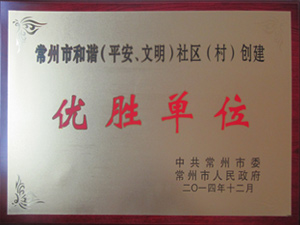 常州市和谐(平安、文明)社区(村)创建
优胜单位
中共常州市委
常州市人民政府
二〇一四年十二月